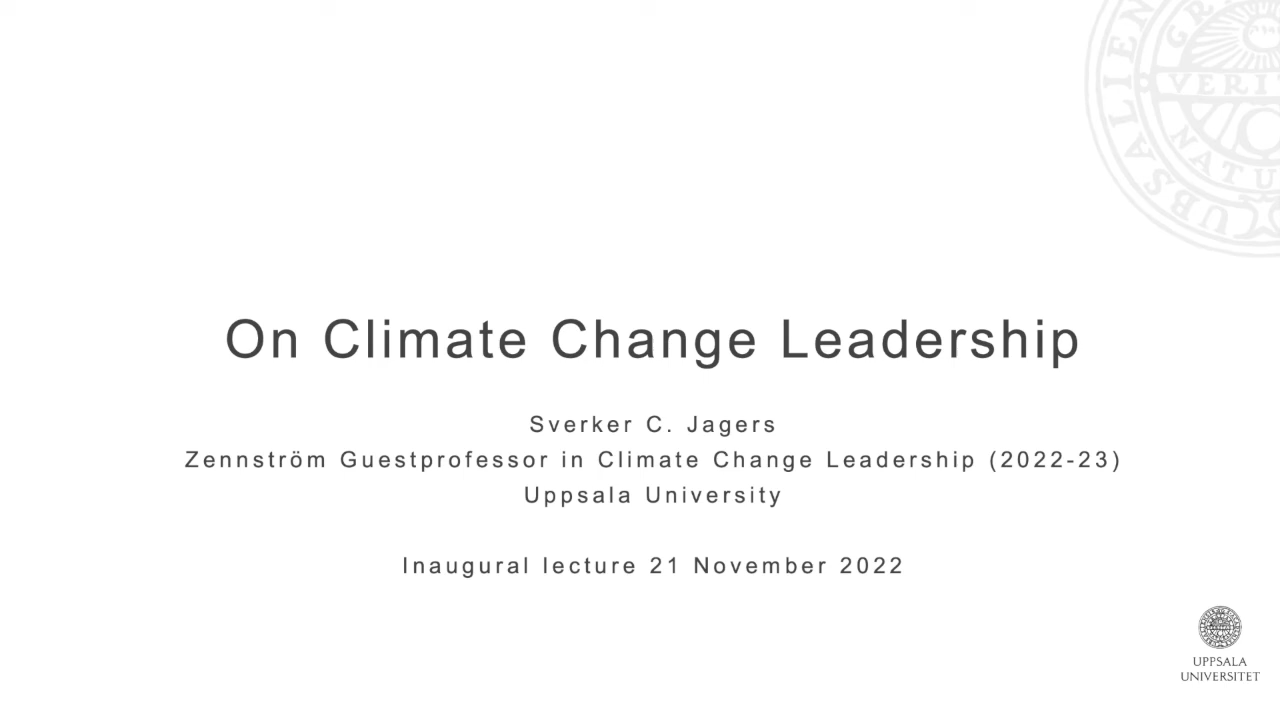 On Climate Change Leadership
Sverker C. Jagers
Zennström Guestprofessor in Climate Change Leadership (2022-23)
Uppsala University
Inaugural lecture 21 November 2022
UPPSALA
UNIVERSITET